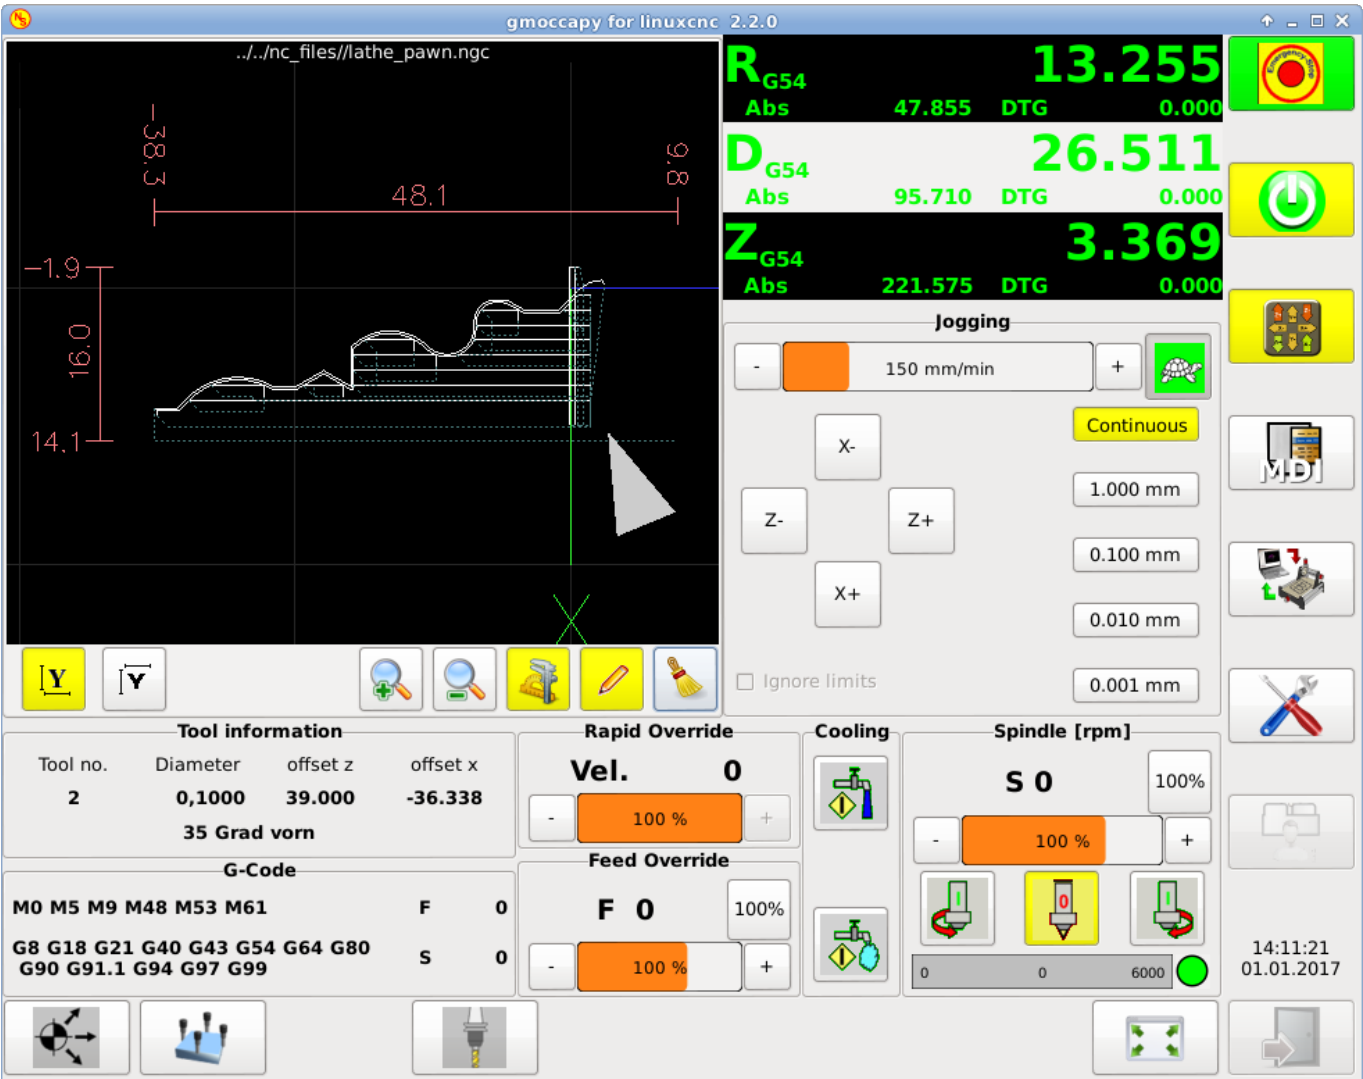 gmoccapy for linuxcnc 2.2.0
../../nc_files//lathe_pawn.ngc
-38.3
9.8
48.1
-1.9
16.0
14.1
R G54 13.255
Abs 47.855 DTG 0.000
D G54 26.511
Abs 95.710 DTG 0.000
Z G54 3.369
Abs 221.575 DTG 0.000
Emergency-Stop
Jogging
- 150 mm/min +
Continuous
X-
1.000 mm
MDI
Z- Z+
0.100 mm
X+
0.010 mm
Ignore limits
0.001 mm
Y
Y
Tool information
Tool no. Diameter offset z offset x
2 0,1000 39.000 -36.338
35 Grad vorn
Rapid Override
Vel. 0
- 100 % +
Cooling
Spindle [rpm]
S 0 100%
- 100 % +
G-Code
M0 M5 M9 M48 M53 M61 F 0
G8 G18 G21 G40 G43 G54 G64 G80
G90 G91.1 G94 G97 G99
S 0
Feed Override
F 0 100%
- 100 % +
I 0 I
0 0 6000
14:11:21
01.01.2017